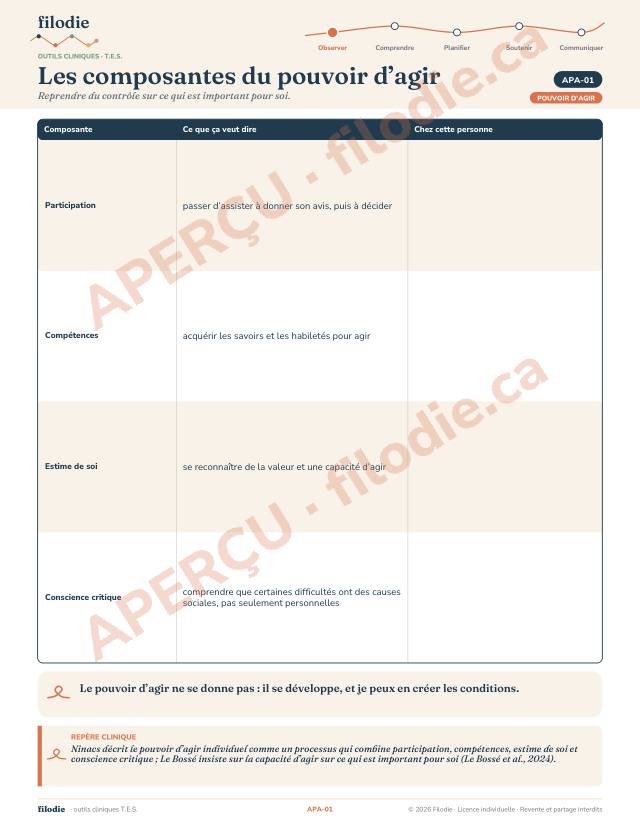 filodie
OUTILS CLINIQUES · T.E.S.
Observer Comprendre Planifier Soutenir Communiquer
Les composantes du pouvoir d’agir
Reprendre du contrôle sur ce qui est important pour soi.
APA-01
POUVOIR D'AGIR
Composante Ce que ça veut dire Chez cette personne
Participation passer d’assister à donner son avis, puis à décider
Compétences acquérir les savoirs et les habiletés pour agir
Estime de soi se reconnaître de la valeur et une capacité d’agir
Conscience critique comprendre que certaines difficultés ont des causes
sociales, pas seulement personnelles
APERÇU · filodie.ca
APERÇU · filodie.ca
Le pouvoir d’agir ne se donne pas : il se développe, et je peux en créer les conditions.
REPÈRE CLINIQUE
Ninacs décrit le pouvoir d’agir individuel comme un processus qui combine participation, compétences, estime de soi et
conscience critique ; Le Bossé insiste sur la capacité d’agir sur ce qui est important pour soi (Le Bossé et al., 2024).
filodie · outils cliniques T.E.S. APA-01 © 2026 Filodie · Licence individuelle · Revente et partage interdits